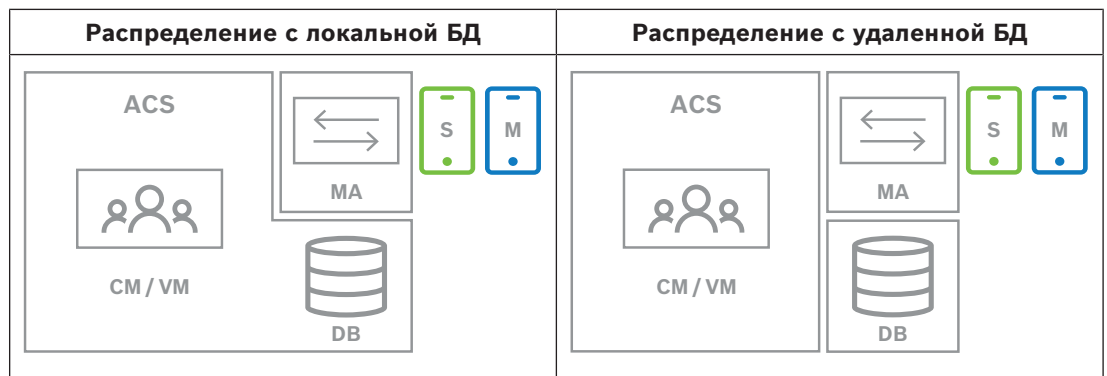 Распределение с локальной БД
Распределение с удаленной БД
ACS
S
M
MA
CM / VM
DB
ACS
S
M
MA
CM / VM
DB